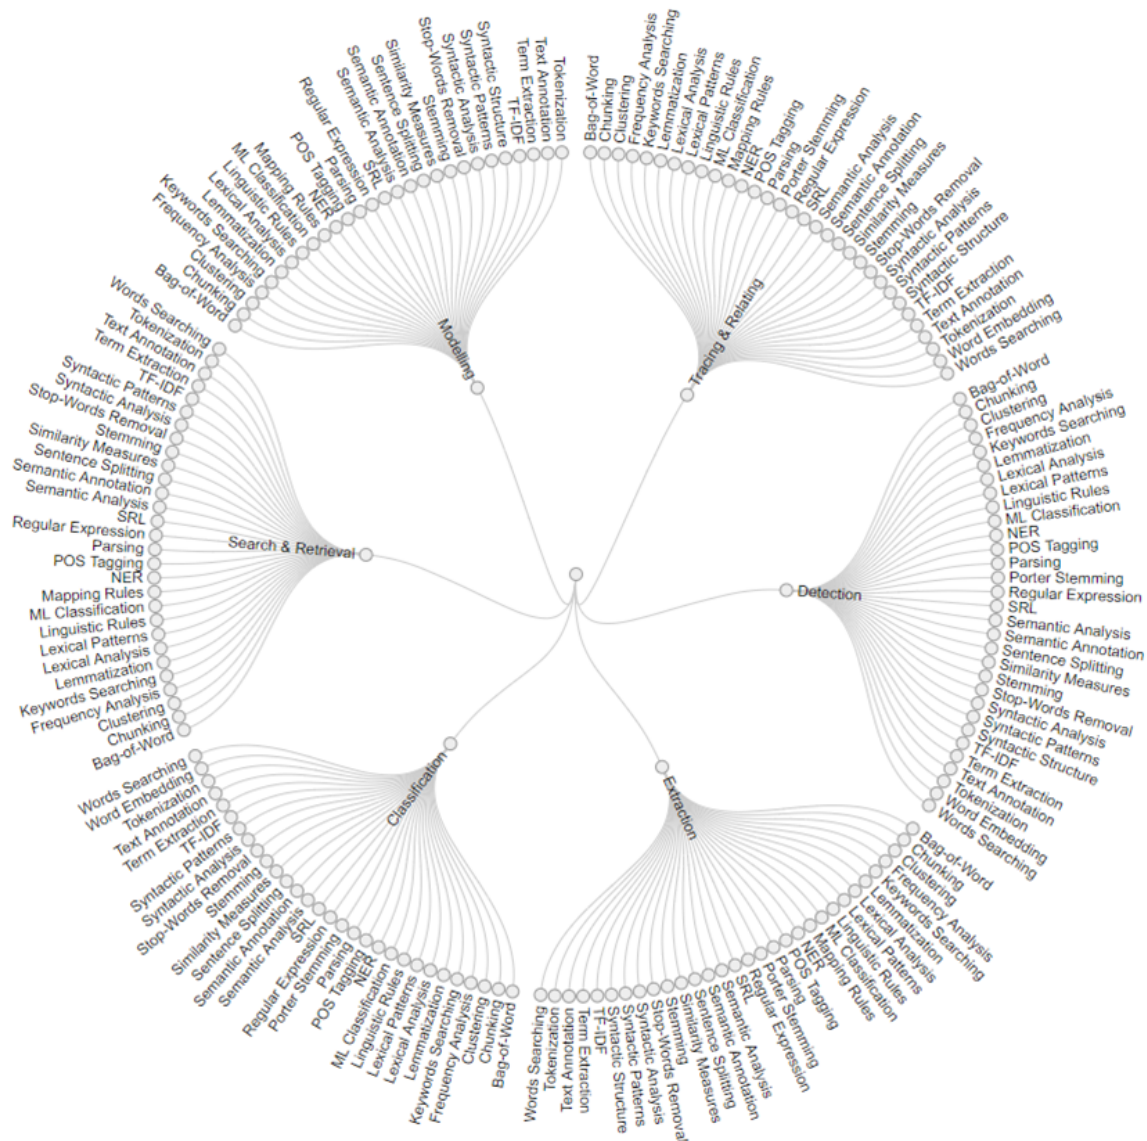 Tracing & Relating
Bag-of-Word
Chunking
Clustering
Frequency Analysis
Keywords Searching
Lemmatization
Lexical Analysis
Lexical Patterns
Linguistic Rules
ML Classification
Mapping Rules
NER
POS Tagging
Parsing
Porter Stemming
Regular Expression
SRL
Semantic Analysis
Semantic Annotation
Sentence Splitting
Similarity Measures
Stemming
Stop-Words Removal
Syntactic Analysis
Syntactic Patterns
Syntactic Structure
TF-IDF
Term Extraction
Text Annotation
Tokenization
Word Embedding
Words Searching
Detection
Bag-of-Word
Chunking
Clustering
Frequency Analysis
Keywords Searching
Lemmatization
Lexical Analysis
Lexical Patterns
Linguistic Rules
ML Classification
NER
POS Tagging
Parsing
Porter Stemming
Regular Expression
SRL
Semantic Analysis
Semantic Annotation
Sentence Splitting
Similarity Measures
Stemming
Stop-Words Removal
Syntactic Analysis
Syntactic Patterns
Syntactic Structure
TF-IDF
Term Extraction
Text Annotation
Tokenization
Word Embedding
Words Searching
Extraction
Bag-of-Word
Chunking
Clustering
Frequency Analysis
Keywords Searching
Lemmatization
Lexical Analysis
Lexical Patterns
Linguistic Rules
ML Classification
Mapping Rules
NER
POS Tagging
Parsing
Porter Stemming
Regular Expression
SRL
Semantic Analysis
Semantic Annotation
Sentence Splitting
Similarity Measures
Stemming
Stop-Words Removal
Syntactic Analysis
Syntactic Patterns
Syntactic Structure
TF-IDF
Term Extraction
Text Annotation
Tokenization
Words Searching
Classification
Bag-of-Word
Chunking
Clustering
Frequency Analysis
Keywords Searching
Lemmatization
Lexical Analysis
Lexical Patterns
Linguistic Rules
ML Classification
NER
POS Tagging
Parsing
Porter Stemming
Regular Expression
SRL
Semantic Analysis
Semantic Annotation
Sentence Splitting
Similarity Measures
Stemming
Stop-Words Removal
Syntactic Analysis
Syntactic Patterns
TF-IDF
Term Extraction
Text Annotation
Tokenization
Word Embedding
Words Searching
Search & Retrieval
Bag-of-Word
Chunking
Clustering
Frequency Analysis
Keywords Searching
Lemmatization
Lexical Analysis
Lexical Patterns
Linguistic Rules
ML Classification
Mapping Rules
NER
POS Tagging
Parsing
Regular Expression
SRL
Semantic Analysis
Semantic Annotation
Sentence Splitting
Similarity Measures
Stemming
Stop-Words Removal
Syntactic Analysis
Syntactic Patterns
TF-IDF
Term Extraction
Text Annotation
Tokenization
Words Searching
Modelling
Bag-of-Word
Chunking
Clustering
Frequency Analysis
Keywords Searching
Lemmatization
Lexical Analysis
Linguistic Rules
ML Classification
Mapping Rules
NER
POS Tagging
Parsing
Regular Expression
SRL
Semantic Analysis
Semantic Annotation
Sentence Splitting
Similarity Measures
Stemming
Stop-Words Removal
Syntactic Analysis
Syntactic Patterns
Syntactic Structure
TF-IDF
Term Extraction
Text Annotation
Tokenization